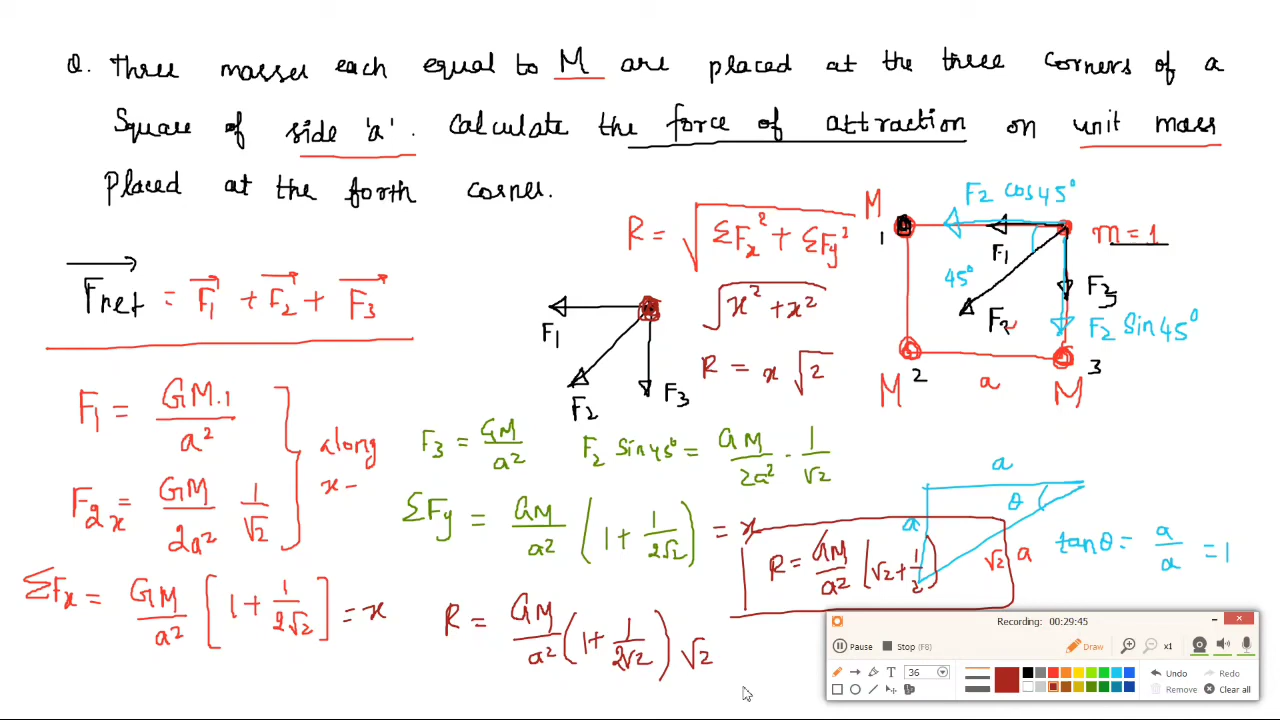 Q. Three masses each equal to M are placed at the three corners of a
Square of side 'a'. Calculate the force of attraction on unit mass
Placed at the forth corner.
Fnet = F1 + F2 + F3
R = √(ΣFx² + ΣFy²)
√(x² + x²)
R = x √2
F1
F2
F3
M
1
F2 cos45°
m = 1
F1
45°
F2
F3
F2 Sin45°
M 2
a
M 3
F1 = GM.1/a²
F2x = GM/2a² 1/√2
along
x -
ΣFx = GM/a² [1 + 1/2√2] = x
F3 = GM/a² F2 Sin45° = GM/2a² . 1/√2
ΣFy = GM/a² (1 + 1/2√2) = x
R = GM/a² (1 + 1/2√2) √2
R = GM/a² (√2 + 1/2)
a
θ
a
√2 a
tanθ = a/a = 1
Recording: 00:29:45
Pause Stop (F8) Draw x1
T 36 Undo Redo
Remove Clear all